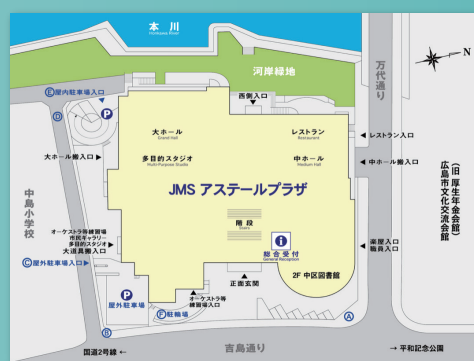 本 川
Honkawa River
河岸緑地
万代通り
N
Ⓔ屋内駐車場入口
P
Ⓓ
西側入口
大ホール
Grand Hall
レストラン
Restaurant
レストラン入口
大ホール搬入口
多目的スタジオ
Multi-Purpose Studio
中ホール
Medium Hall
中ホール搬入口
JMS アステールプラザ
中島小学校
(旧 厚生年金会館)
広島市文化交流会館
オーケストラ等練習場
市民ギャラリー
多目的スタジオ
大道具搬入口
階 段
Stairs
i
総合受付
General Reception
楽屋入口
職員入口
Ⓒ屋外駐車場入口
2F 中区図書館
P
屋外駐車場
オーケストラ等
練習場入口
正面玄関
Ⓕ駐輪場
Ⓐ
Ⓑ
吉島通り
国道2号線 ←
→ 平和記念公園